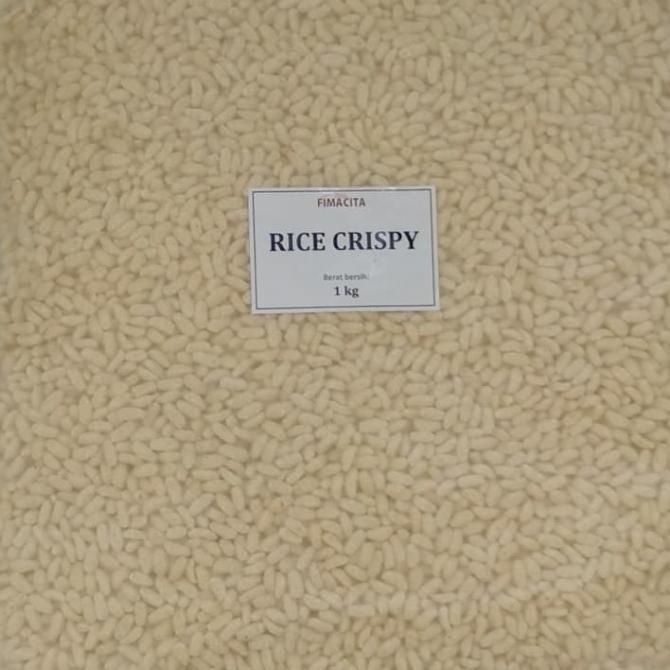 FIMACITA
RICE CRISPY
Berat bersih:
1 kg